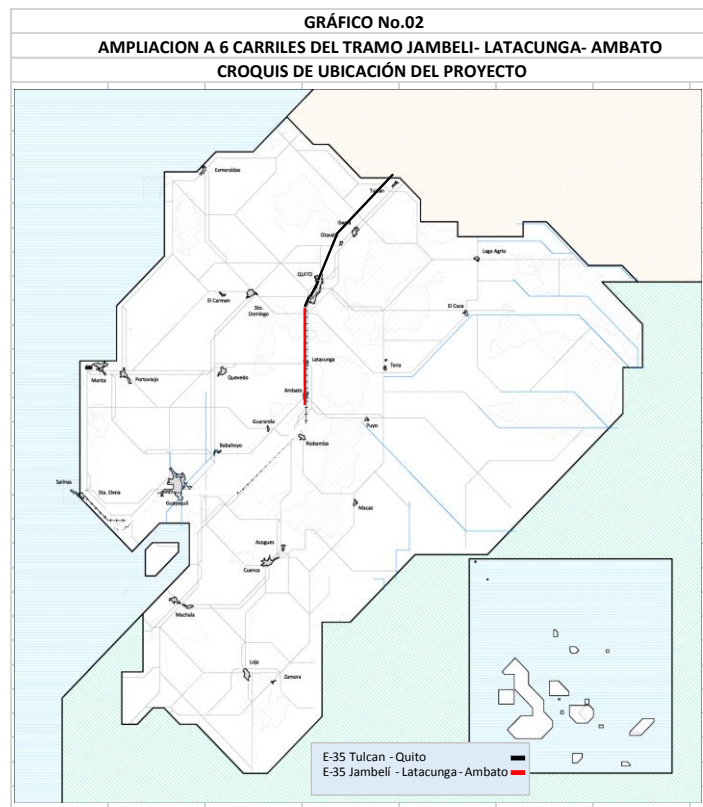 GRÁFICO No.02
AMPLIACION A 6 CARRILES DEL TRAMO JAMBELI- LATACUNGA- AMBATO
CROQUIS DE UBICACIÓN DEL PROYECTO
Esmeraldas
Tulcan
Ibarra
Otavalo
Lago Agrio
QUITO
El Carmen
Sto.
Domingo
El Coca
Latacunga
Tena
Manta
Portoviejo
Quevedo
Ambato
Guaranda
Puyo
Babahoyo
Riobamba
Salinas
Sta. Elena
Guayaquil
Macas
Azogues
Cuenca
Machala
Loja
Zamora
E-35 Tulcan - Quito
E-35 Jambelí - Latacunga - Ambato